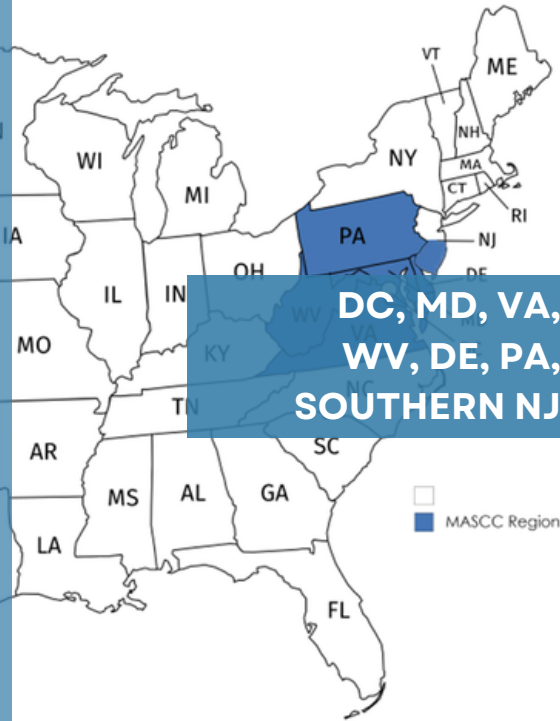 VT
ME
NH
WI
NY
MA
MI
CT
RI
IA
PA
NJ
OH
DE
IL
IN
DC, MD, VA,
WV
MD
VA
WV, DE, PA,
MO
KY
NC
SOUTHERN NJ
TN
SC
AR
MS
AL
GA
LA
MASCC Region
FL